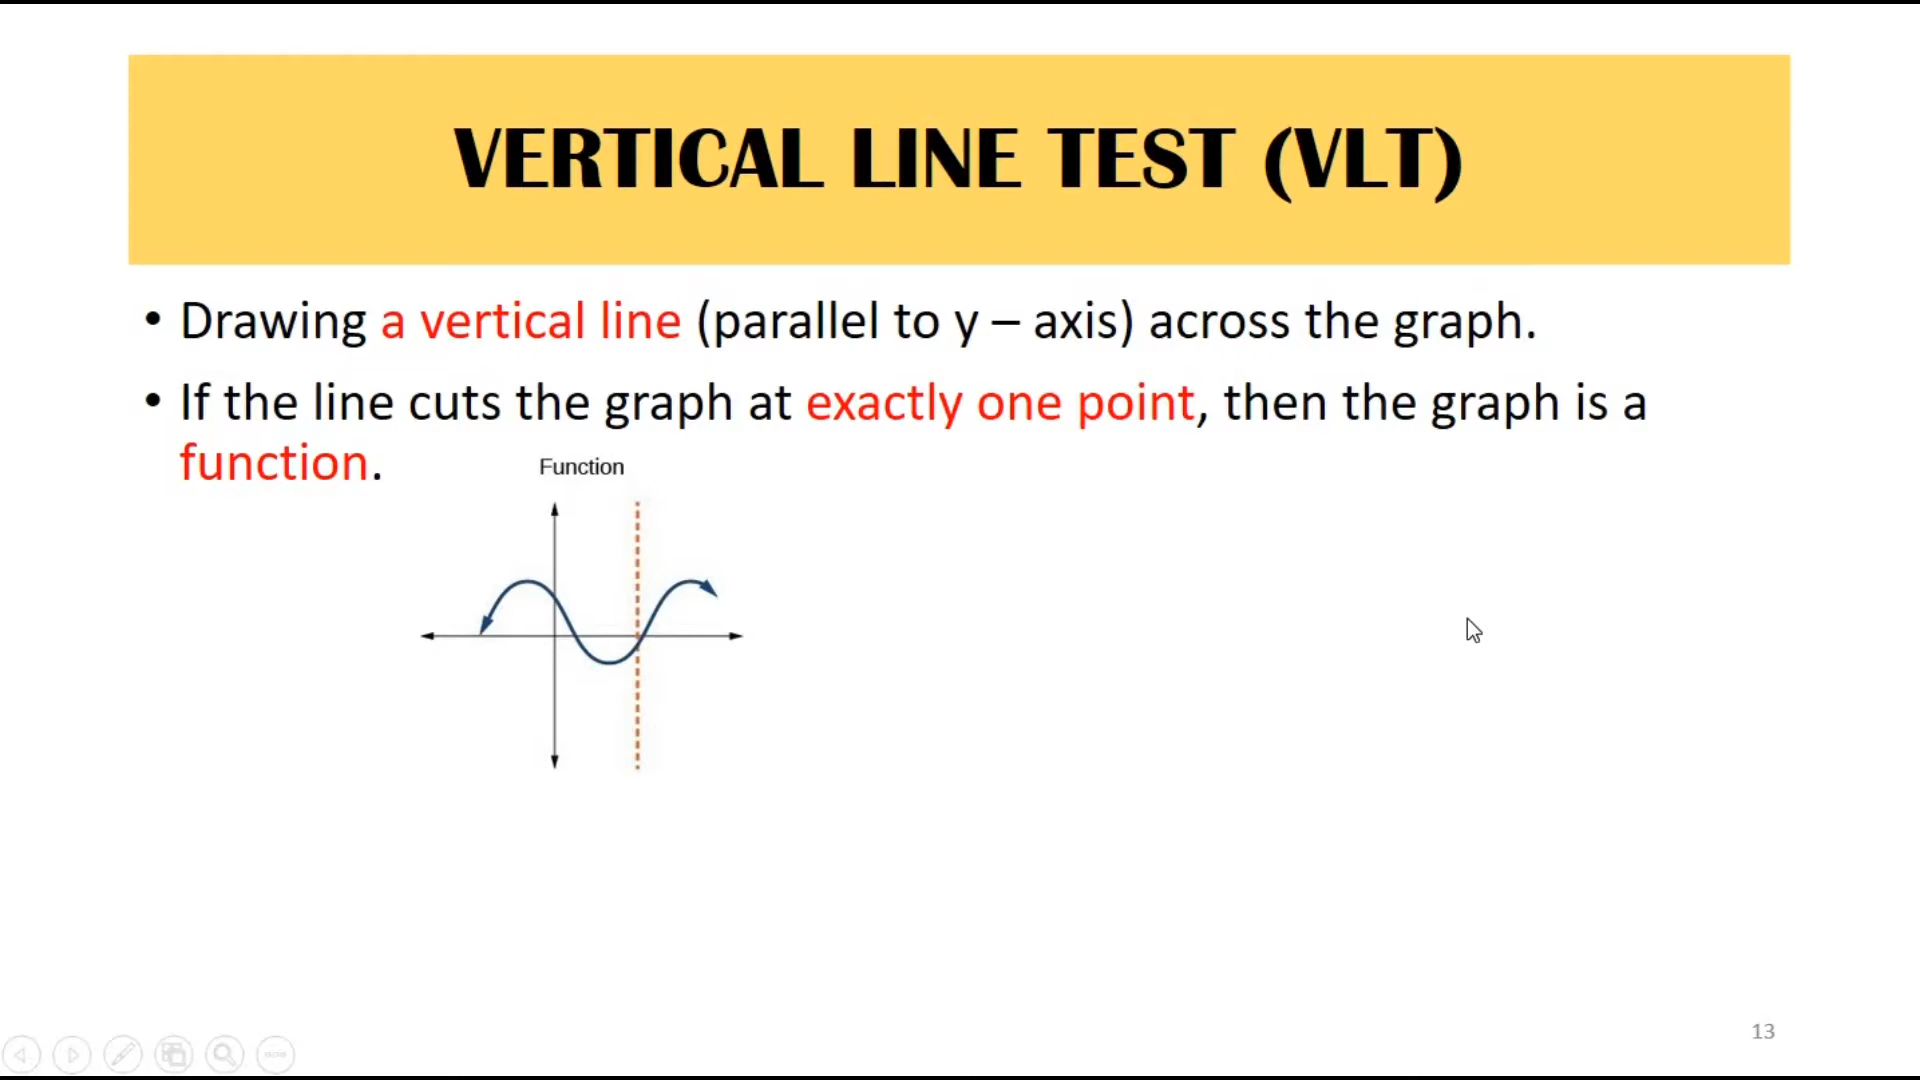 VERTICAL LINE TEST (VLT)
• Drawing a vertical line (parallel to y – axis) across the graph.
• If the line cuts the graph at exactly one point, then the graph is a
function.
Function
13